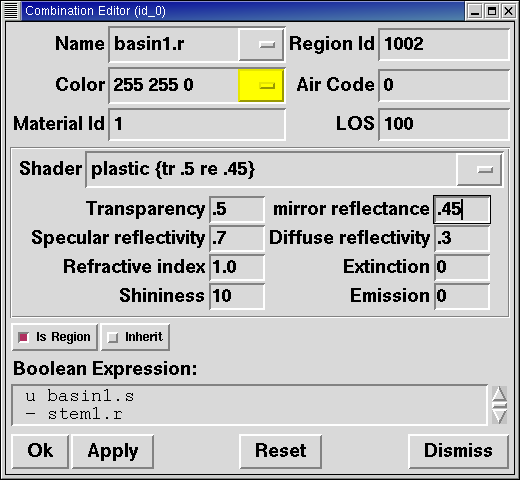 Combination Editor (id_0)
Name basin1.r Region Id 1002
Color 255 255 0 Air Code 0
Material Id 1 LOS 100
Shader plastic {tr .5 re .45}
Transparency .5 mirror reflectance .45
Specular reflectivity .7 Diffuse reflectivity .3
Refractive index 1.0 Extinction 0
Shininess 10 Emission 0
Is Region Inherit
Boolean Expression:
u basin1.s
- stem1.r
Ok Apply Reset Dismiss